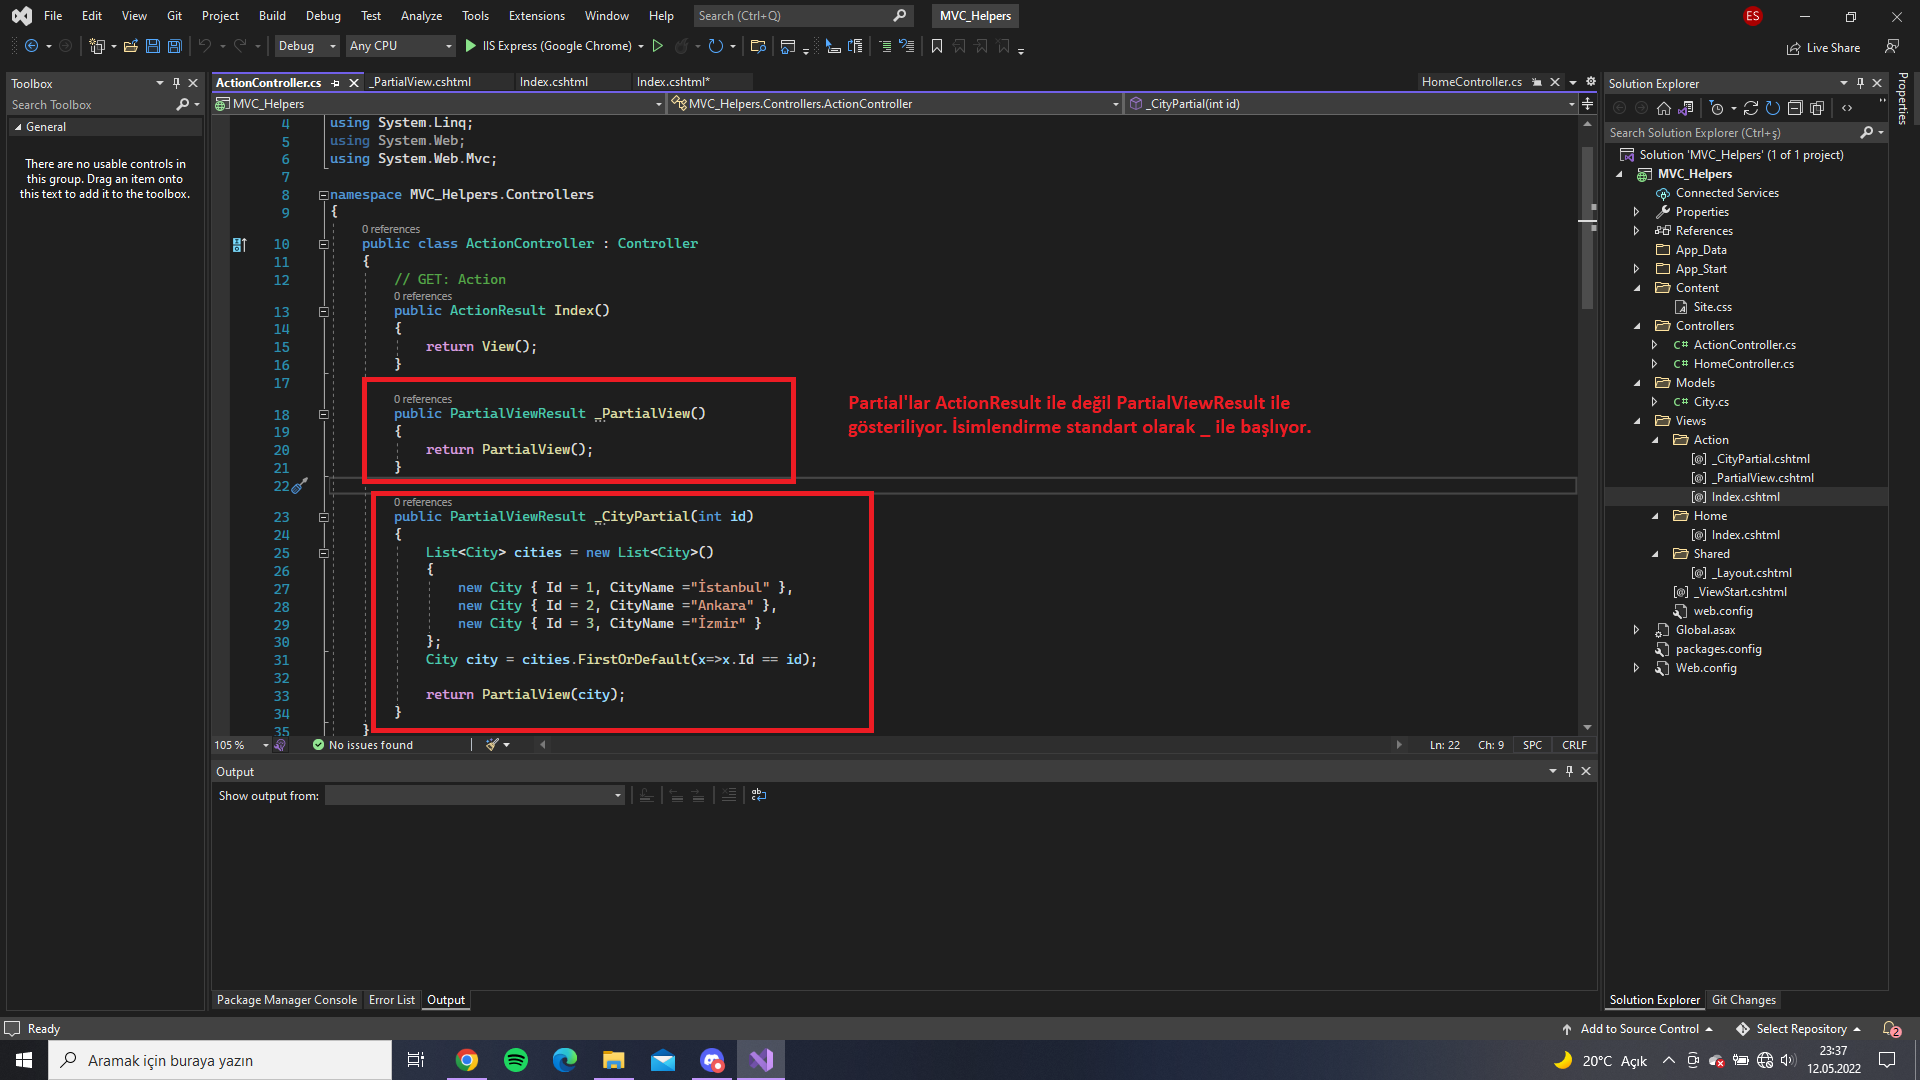 File Edit View Git Project Build Debug Test Analyze Tools Extensions Window Help Search (Ctrl+Q) MVC_Helpers ES
Debug Any CPU IIS Express (Google Chrome) Live Share
Toolbox
Search Toolbox
General
There are no usable controls in
this group. Drag an item onto
this text to add it to the toolbox.
ActionController.cs _PartialView.cshtml Index.cshtml Index.cshtml* HomeController.cs
MVC_Helpers MVC_Helpers.Controllers.ActionController _CityPartial(int id)
4 using System.Linq;
5 using System.Web;
6 using System.Web.Mvc;
7
8 namespace MVC_Helpers.Controllers
9 {
0 references
10 public class ActionController : Controller
11 {
12 // GET: Action
0 references
13 public ActionResult Index()
14 {
15 return View();
16 }
17
0 references
18 public PartialViewResult _PartialView()
19 {
20 return PartialView();
21 }
22
0 references
23 public PartialViewResult _CityPartial(int id)
24 {
25 List<City> cities = new List<City>()
26 {
27 new City { Id = 1, CityName ="İstanbul" },
28 new City { Id = 2, CityName ="Ankara" },
29 new City { Id = 3, CityName ="İzmir" }
30 };
31 City city = cities.FirstOrDefault(x=>x.Id == id);
32
33 return PartialView(city);
34 }
35 }
Partial'lar ActionResult ile değil PartialViewResult ile
gösteriliyor. İsimlendirme standart olarak _ ile başlıyor.
105 % No issues found Ln: 22 Ch: 9 SPC CRLF
Output
Show output from:
Package Manager Console Error List Output
Solution Explorer
Search Solution Explorer (Ctrl+ş)
Solution 'MVC_Helpers' (1 of 1 project)
MVC_Helpers
Connected Services
Properties
References
App_Data
App_Start
Content
Site.css
Controllers
ActionController.cs
HomeController.cs
Models
City.cs
Views
Action
_CityPartial.cshtml
_PartialView.cshtml
Index.cshtml
Home
Index.cshtml
Shared
_Layout.cshtml
_ViewStart.cshtml
web.config
Global.asax
packages.config
Web.config
Solution Explorer Git Changes
Properties
Ready Add to Source Control Select Repository 2
Aramak için buraya yazın 20°C Açık 23:37
12.05.2022